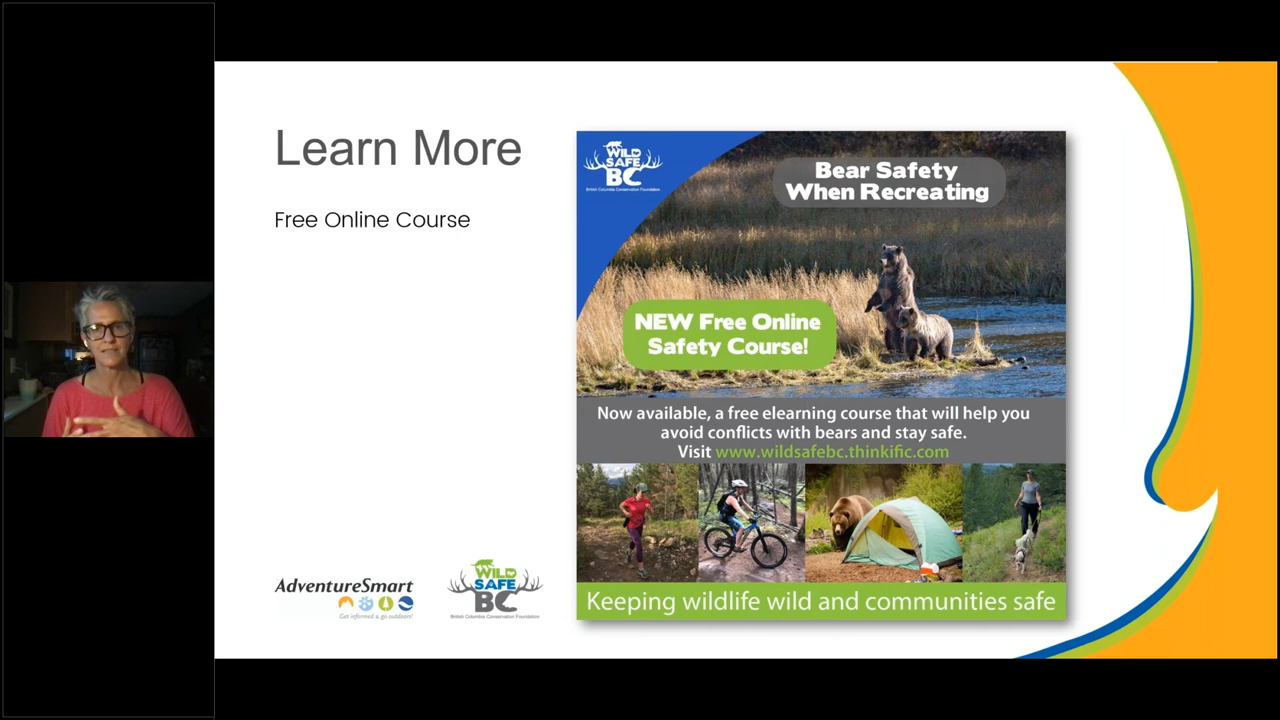 Learn More
Free Online Course
WILD
SAFE
BC
British Columbia Conservation Foundation
Bear Safety
When Recreating
NEW Free Online
Safety Course!
Now available, a free elearning course that will help you
avoid conflicts with bears and stay safe.
Visit www.wildsafebc.thinkific.com
Keeping wildlife wild and communities safe
AdventureSmart
Get informed & go outdoors!
WILD
SAFE
BC
British Columbia Conservation Foundation